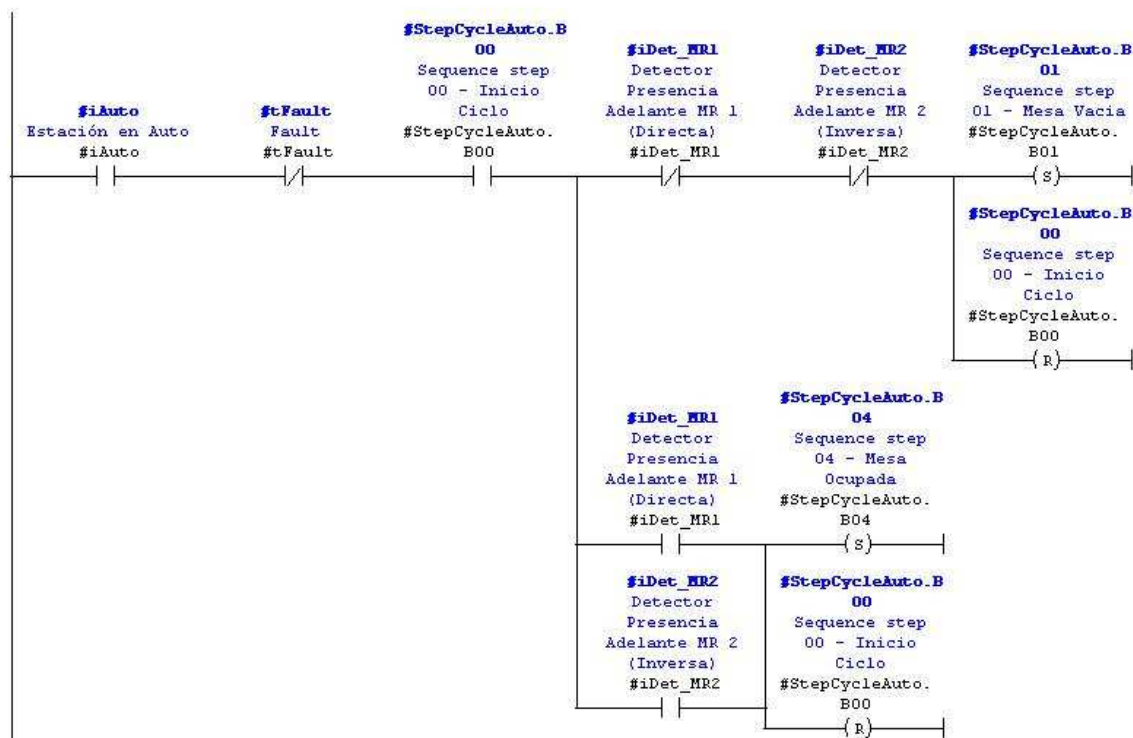 #StepCycleAuto.B
00
Sequence step
00 - Inicio
Ciclo
#StepCycleAuto.
B00
#iAuto
Estación en Auto
#iAuto
#tFault
Fault
#tFault
#iDet_MR1
Detector
Presencia
Adelante MR 1
(Directa)
#iDet_MR1
#iDet_MR2
Detector
Presencia
Adelante MR 2
(Inversa)
#iDet_MR2
#StepCycleAuto.B
01
Sequence step
01 - Mesa Vacia
#StepCycleAuto.
B01
S
#StepCycleAuto.B
00
Sequence step
00 - Inicio
Ciclo
#StepCycleAuto.
B00
R
#iDet_MR1
Detector
Presencia
Adelante MR 1
(Directa)
#iDet_MR1
#StepCycleAuto.B
04
Sequence step
04 - Mesa
Ocupada
#StepCycleAuto.
B04
S
#iDet_MR2
Detector
Presencia
Adelante MR 2
(Inversa)
#iDet_MR2
#StepCycleAuto.B
00
Sequence step
00 - Inicio
Ciclo
#StepCycleAuto.
B00
R